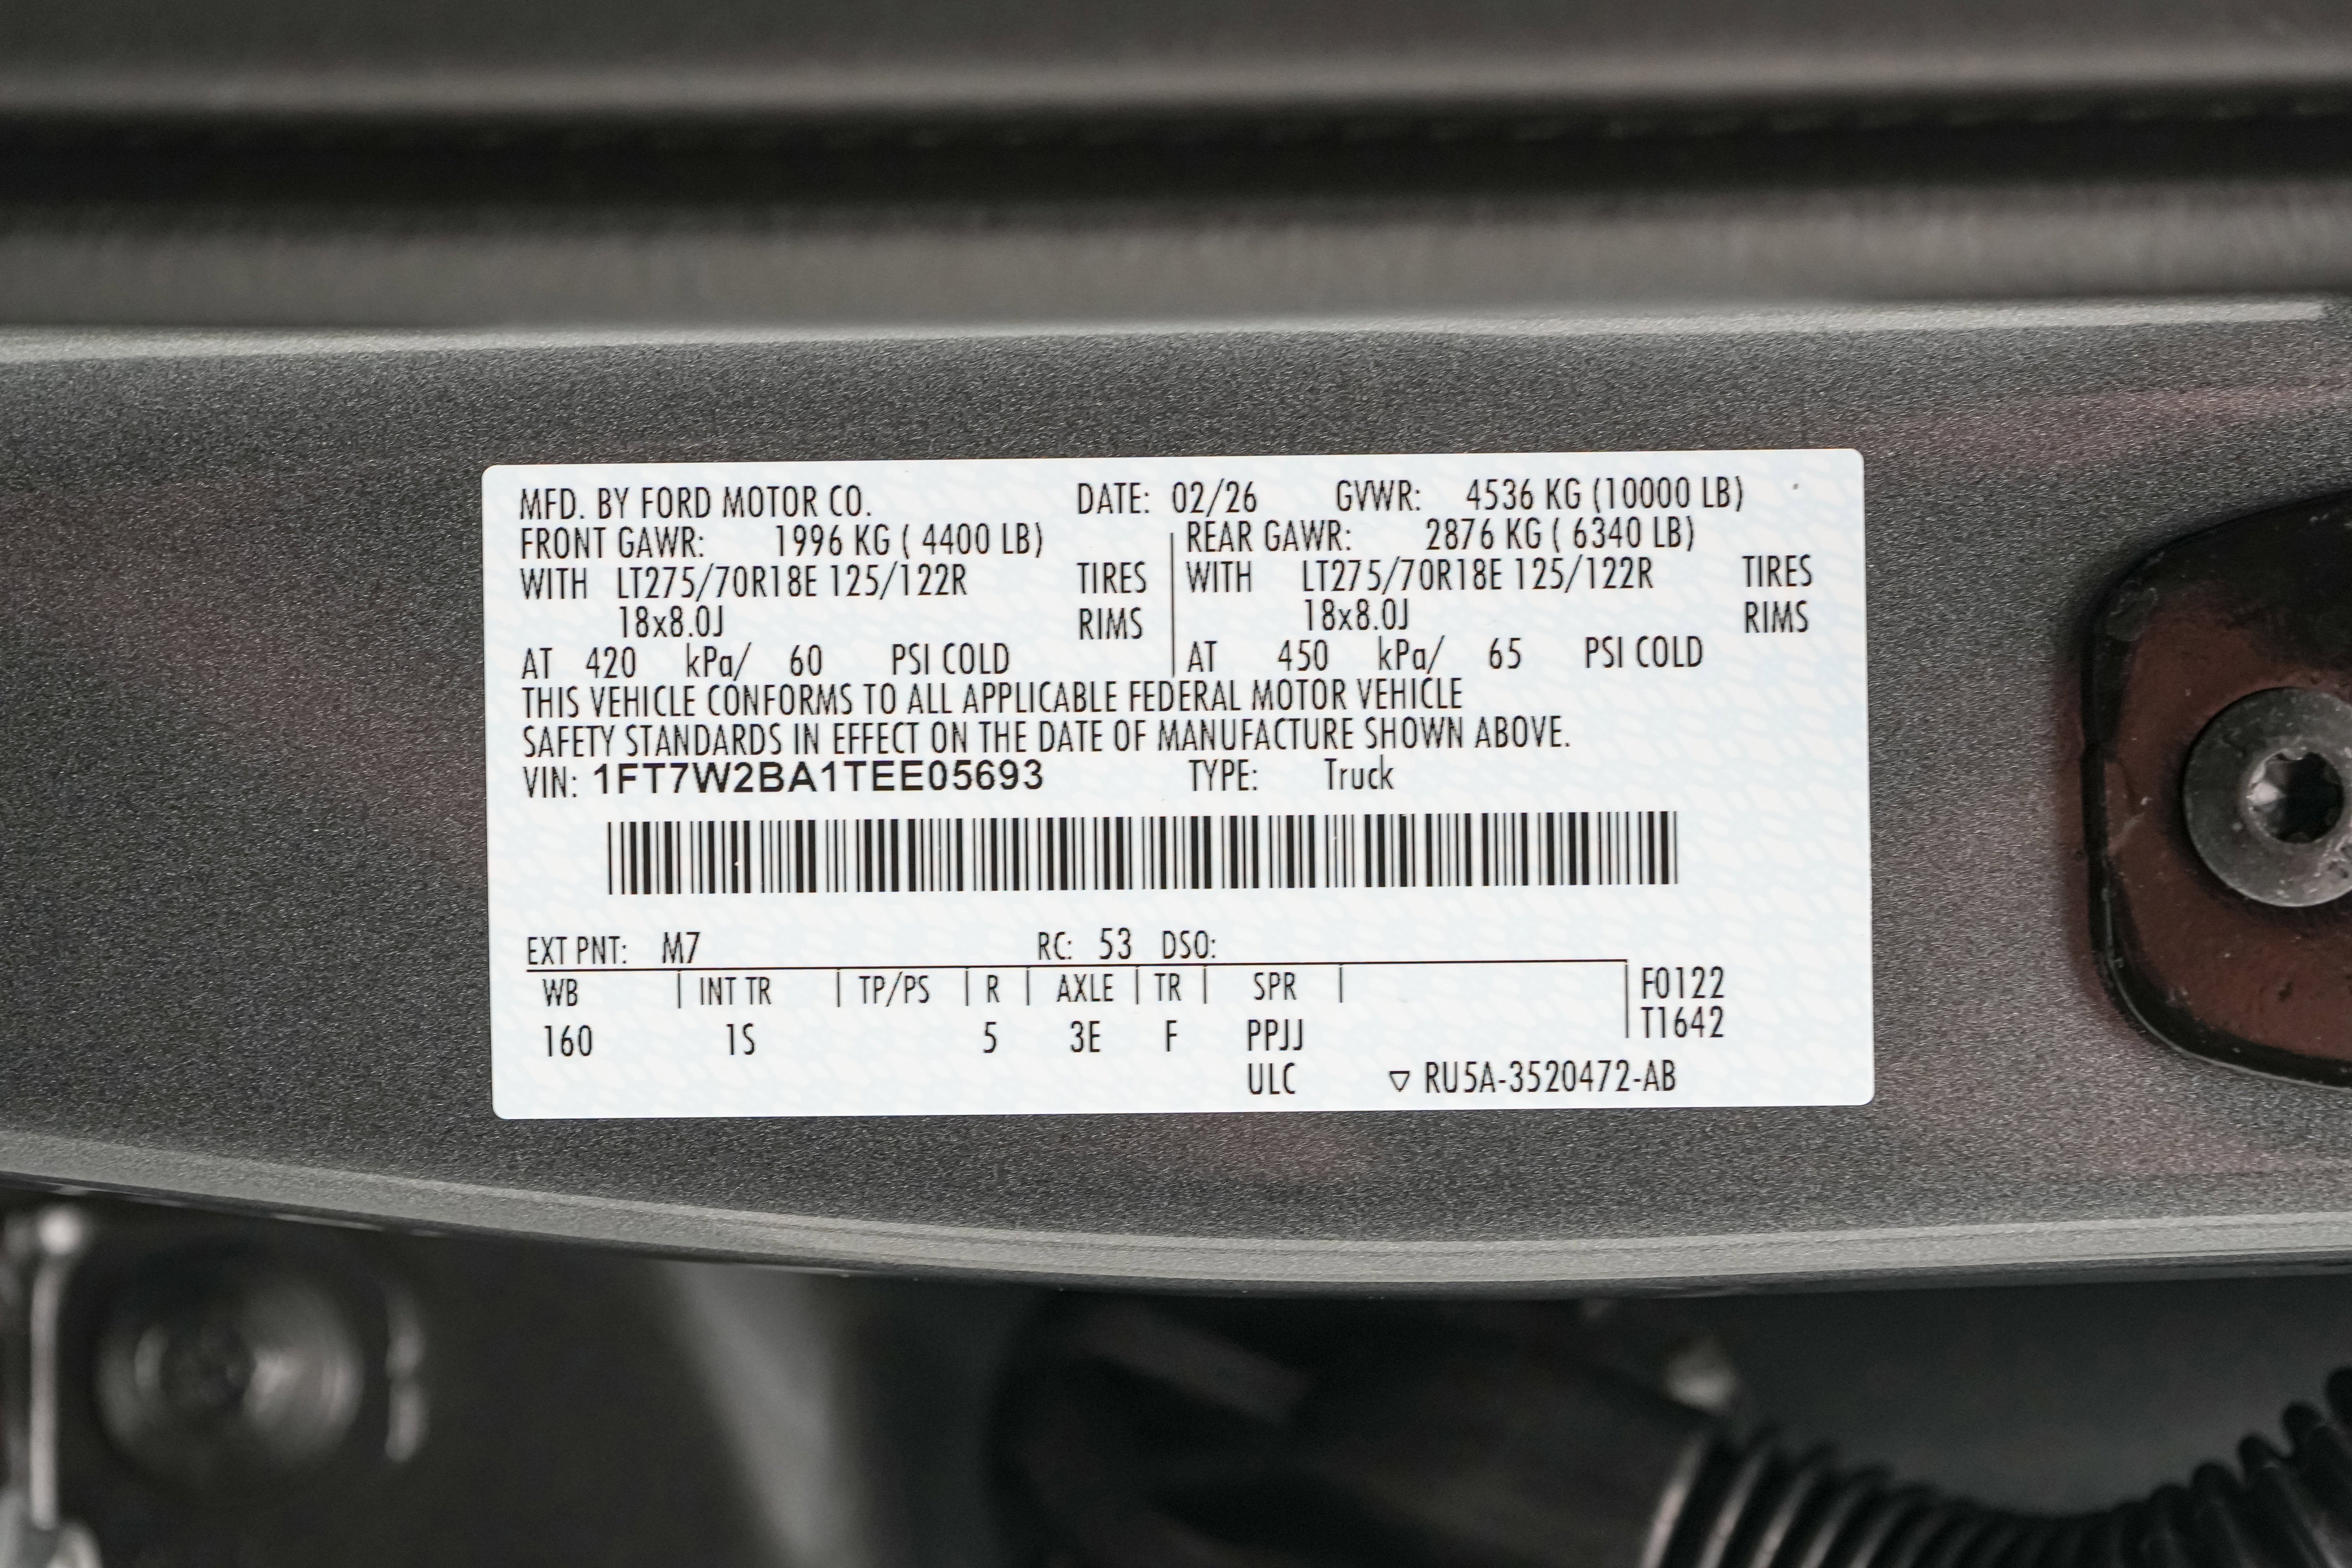 MFD. BY FORD MOTOR CO. DATE: 02/26 GVWR: 4536 KG (10000 LB)
FRONT GAWR: 1996 KG ( 4400 LB) REAR GAWR: 2876 KG ( 6340 LB)
WITH LT275/70R18E 125/122R TIRES WITH LT275/70R18E 125/122R TIRES
18x8.0J RIMS 18x8.0J RIMS
AT 420 kPa/ 60 PSI COLD AT 450 kPa/ 65 PSI COLD
THIS VEHICLE CONFORMS TO ALL APPLICABLE FEDERAL MOTOR VEHICLE
SAFETY STANDARDS IN EFFECT ON THE DATE OF MANUFACTURE SHOWN ABOVE.
VIN: 1FT7W2BA1TEE05693 TYPE: Truck
EXT PNT: M7 RC: 53 DSO:
WB INT TR TP/PS R AXLE TR SPR F0122
160 1S 5 3E F PPJJ T1642
ULC ▽ RU5A-3520472-AB